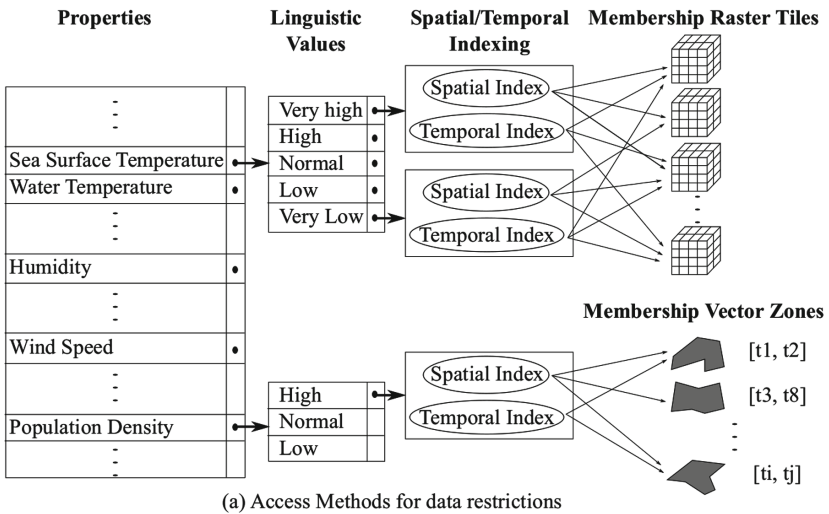 Properties
Linguistic
Values
Spatial/Temporal
Indexing
Membership Raster Tiles
Sea Surface Temperature
Water Temperature
Humidity
Wind Speed
Population Density
Very high
High
Normal
Low
Very Low
Spatial Index
Temporal Index
Spatial Index
Temporal Index
Membership Vector Zones
High
Normal
Low
Spatial Index
Temporal Index
[t1, t2]
[t3, t8]
[ti, tj]
(a) Access Methods for data restrictions